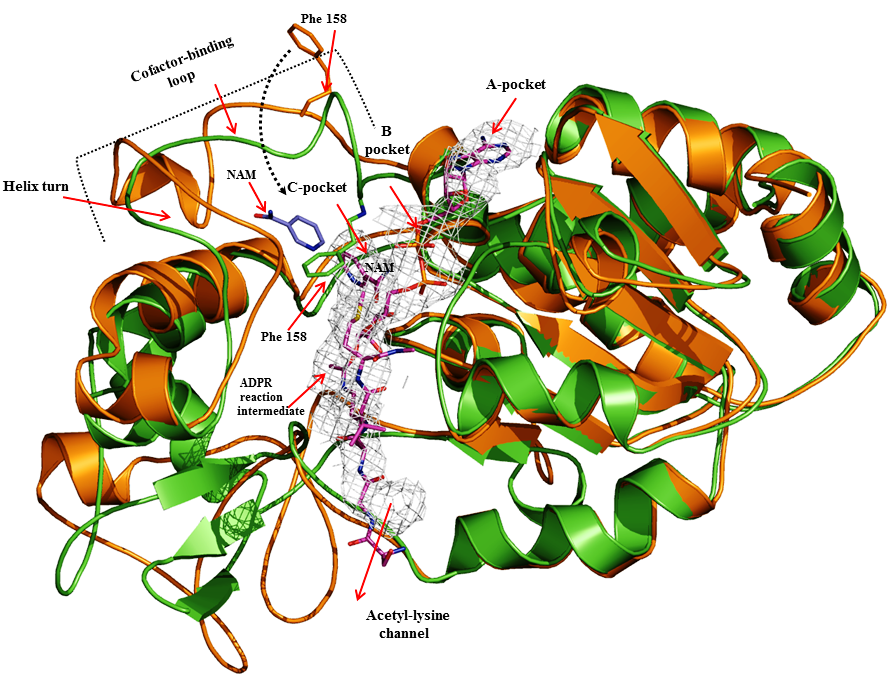 Phe 158
Cofactor-binding
loop
A-pocket
B
pocket
NAM
C-pocket
Helix turn
NAM
Phe 158
ADPR
reaction
intermediate
Acetyl-lysine
channel